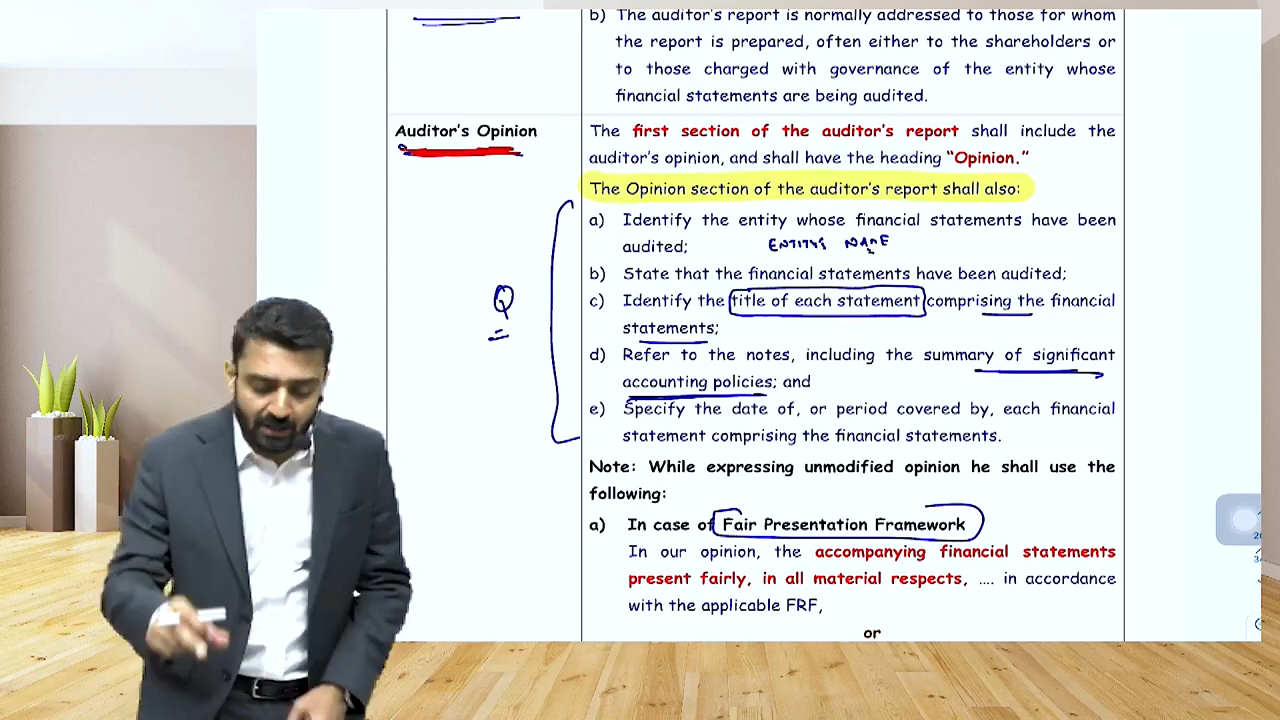 b) The auditor's report is normally addressed to those for whom
the report is prepared, often either to the shareholders or
to those charged with governance of the entity whose
financial statements are being audited.
Auditor's Opinion
The first section of the auditor's report shall include the
auditor's opinion, and shall have the heading "Opinion."
The Opinion section of the auditor's report shall also:
a) Identify the entity whose financial statements have been
audited;
ENTITY'S NAME
b) State that the financial statements have been audited;
Q
c) Identify the title of each statement comprising the financial
statements;
d) Refer to the notes, including the summary of significant
accounting policies; and
e) Specify the date of, or period covered by, each financial
statement comprising the financial statements.
Note: While expressing unmodified opinion he shall use the
following:
a) In case of Fair Presentation Framework
In our opinion, the accompanying financial statements
present fairly, in all material respects, .... in accordance
with the applicable FRF,
or